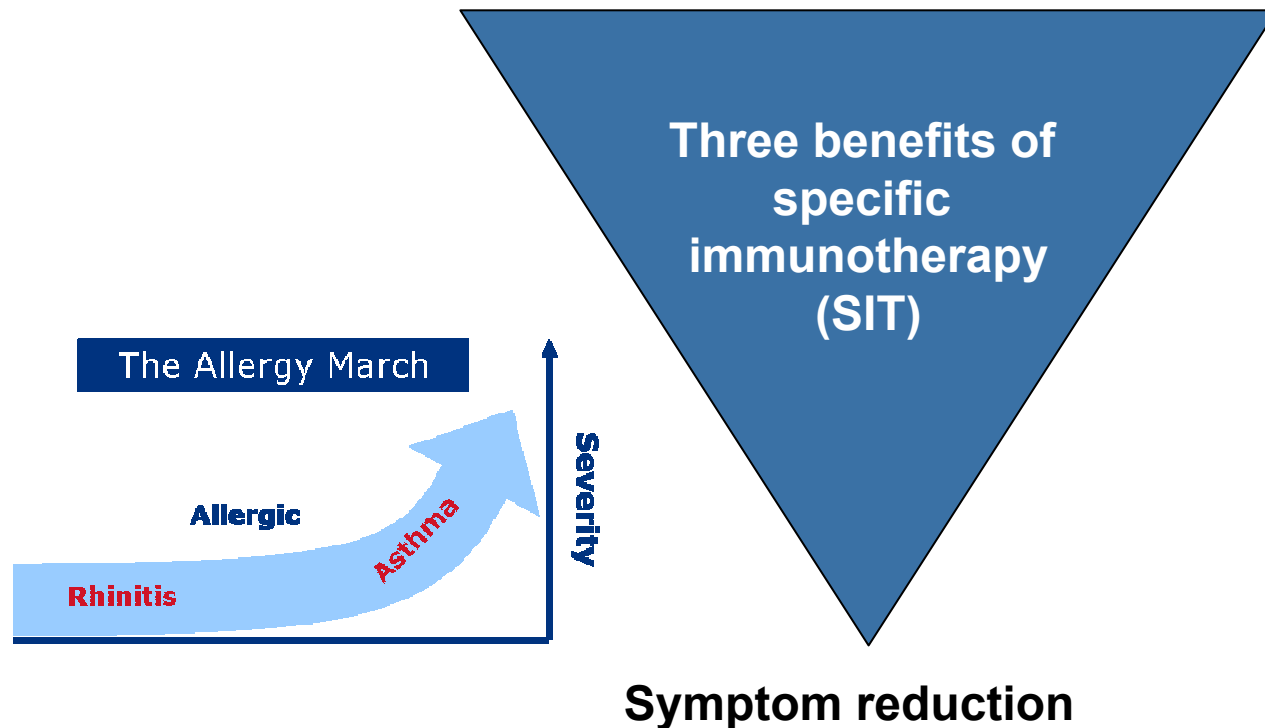 Three benefits of
specific
immunotherapy
(SIT)
The Allergy March
Severity
Allergic
Asthma
Rhinitis
Symptom reduction